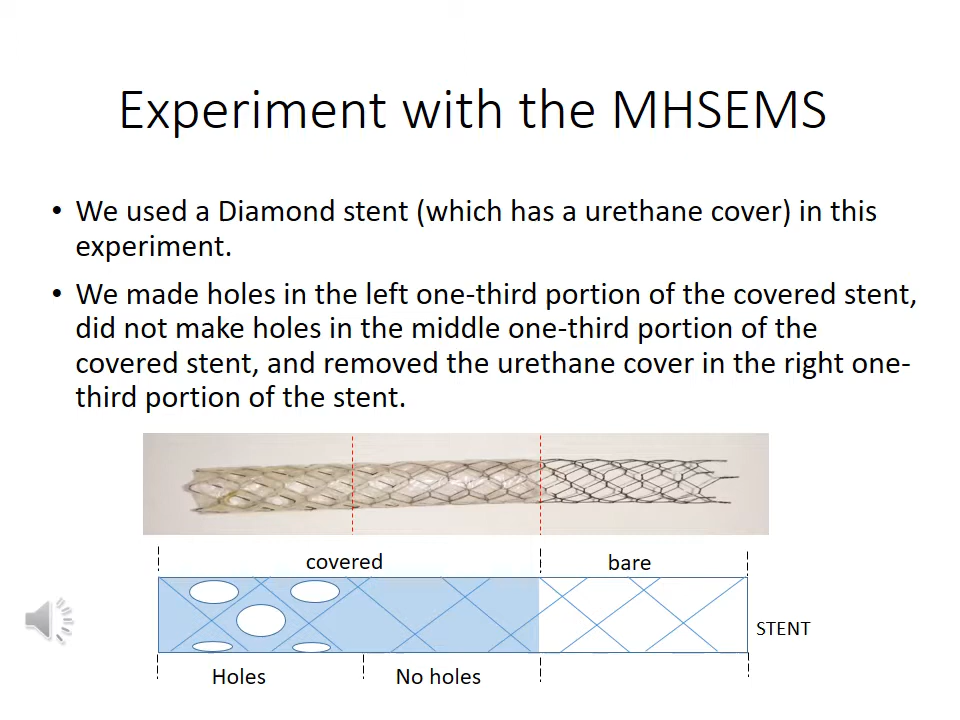 Experiment with the MHSEMS
• We used a Diamond stent (which has a urethane cover) in this
experiment.
• We made holes in the left one-third portion of the covered stent,
did not make holes in the middle one-third portion of the
covered stent, and removed the urethane cover in the right one-
third portion of the stent.
covered
bare
STENT
Holes
No holes